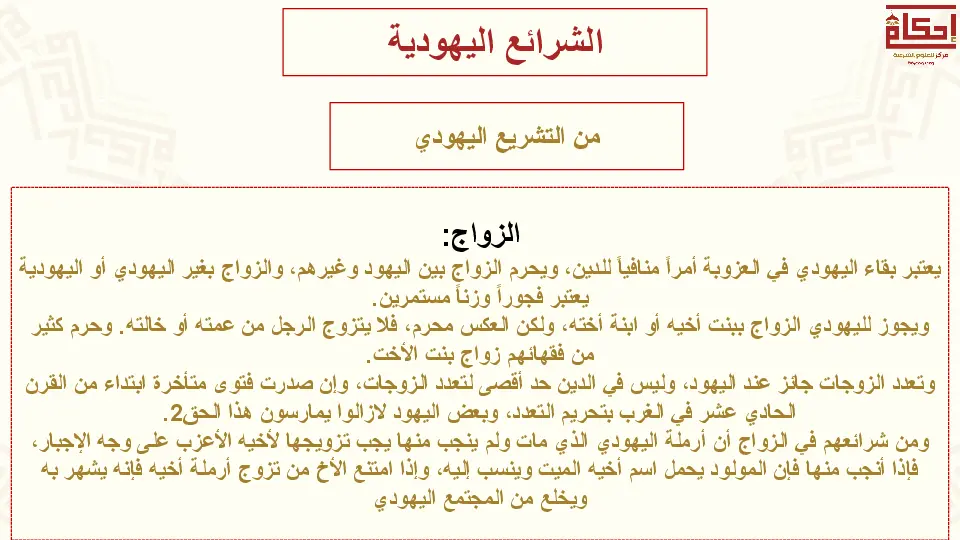 الشرائع اليهودية
إحكام
مركز للعلوم الشرعية
من التشريع اليهودي
الزواج:
يعتبر بقاء اليهودي في العزوبة أمراً منافياً للدين، ويحرم الزواج بين اليهود وغيرهم، والزواج بغير اليهودي أو اليهودية
يعتبر فجوراً وزناً مستمرين.
ويجوز لليهودي الزواج ببنت أخيه أو ابنة أخته، ولكن العكس محرم، فلا يتزوج الرجل من عمته أو خالته. وحرم كثير
من فقهائهم زواج بنت الأخت.
وتعدد الزوجات جائز عند اليهود، وليس في الدين حد أقصى لتعدد الزوجات، وإن صدرت فتوى متأخرة ابتداء من القرن
الحادي عشر في الغرب بتحريم التعدد، وبعض اليهود لازالوا يمارسون هذا الحق2.
ومن شرائعهم في الزواج أن أرملة اليهودي الذي مات ولم ينجب منها يجب تزويجها لأخيه الأعزب على وجه الإجبار،
فإذا أنجب منها فإن المولود يحمل اسم أخيه الميت وينسب إليه، وإذا امتنع الأخ من تزوج أرملة أخيه فإنه يشهر به
ويخلع من المجتمع اليهودي